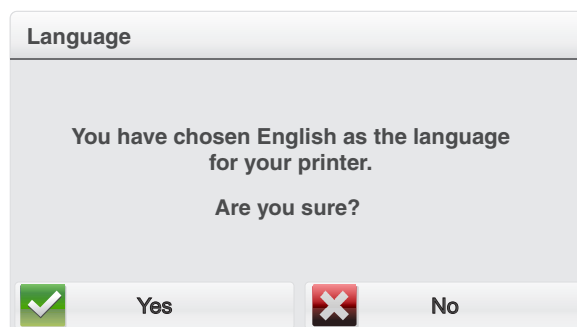 Language
You have chosen English as the language
for your printer.
Are you sure?
Yes
No